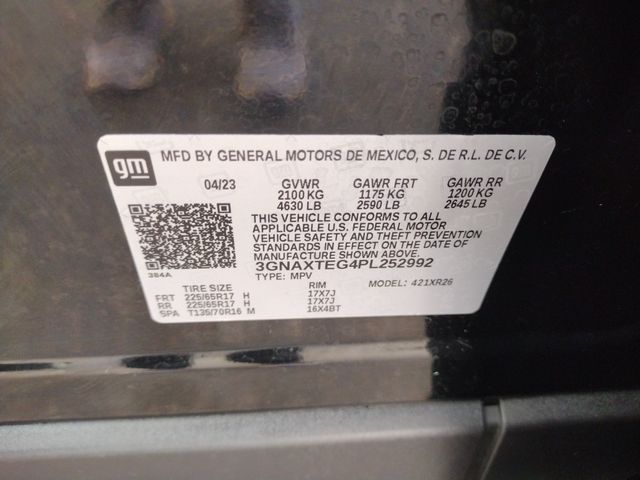 gm MFD BY GENERAL MOTORS DE MEXICO, S. DE R.L. DE C.V.
04/23 GVWR GAWR FRT GAWR RR
2100 KG 1175 KG 1200 KG
4630 LB 2590 LB 2645 LB
THIS VEHICLE CONFORMS TO ALL
APPLICABLE U.S. FEDERAL MOTOR
VEHICLE SAFETY AND THEFT PREVENTION
STANDARDS IN EFFECT ON THE DATE OF
MANUFACTURE SHOWN ABOVE.
3GNAXTEG4PL252992
384A
TYPE: MPV MODEL: 421XR26
TIRE SIZE RIM
FRT 225/65R17 H 17X7J
RR 225/65R17 H 17X7J
SPA T135/70R16 M 16X4BT